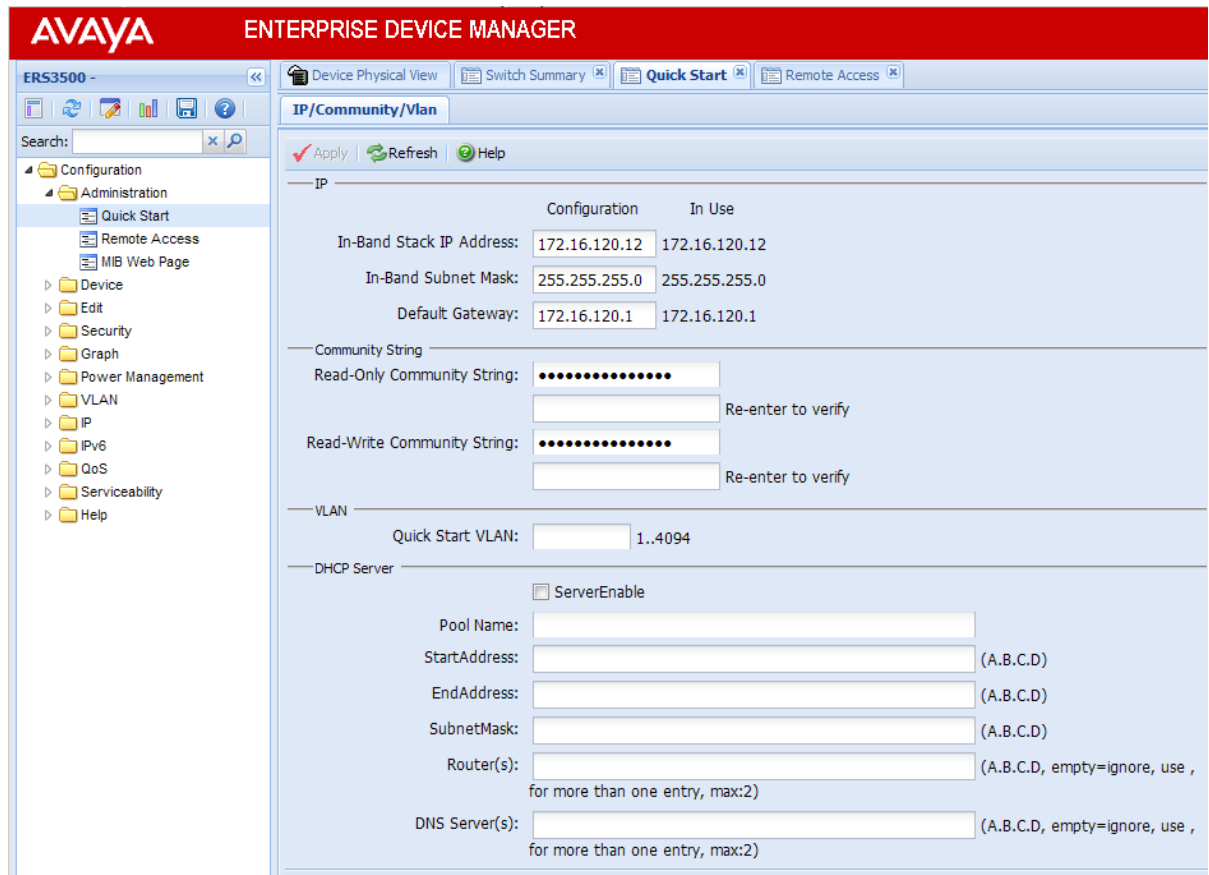 AVAYA ENTERPRISE DEVICE MANAGER
ERS3500 -
Search:
Configuration
Administration
Quick Start
Remote Access
MIB Web Page
Device
Edit
Security
Graph
Power Management
VLAN
IP
IPv6
QoS
Serviceability
Help
Device Physical View Switch Summary Quick Start Remote Access
IP/Community/Vlan
Apply Refresh Help
IP
Configuration In Use
In-Band Stack IP Address: 172.16.120.12 172.16.120.12
In-Band Subnet Mask: 255.255.255.0 255.255.255.0
Default Gateway: 172.16.120.1 172.16.120.1
Community String
Read-Only Community String: •••••••••••••••
Re-enter to verify
Read-Write Community String: •••••••••••••••
Re-enter to verify
VLAN
Quick Start VLAN: 1..4094
DHCP Server
ServerEnable
Pool Name:
StartAddress: (A.B.C.D)
EndAddress: (A.B.C.D)
SubnetMask: (A.B.C.D)
Router(s): (A.B.C.D, empty=ignore, use ,
for more than one entry, max:2)
DNS Server(s): (A.B.C.D, empty=ignore, use ,
for more than one entry, max:2)